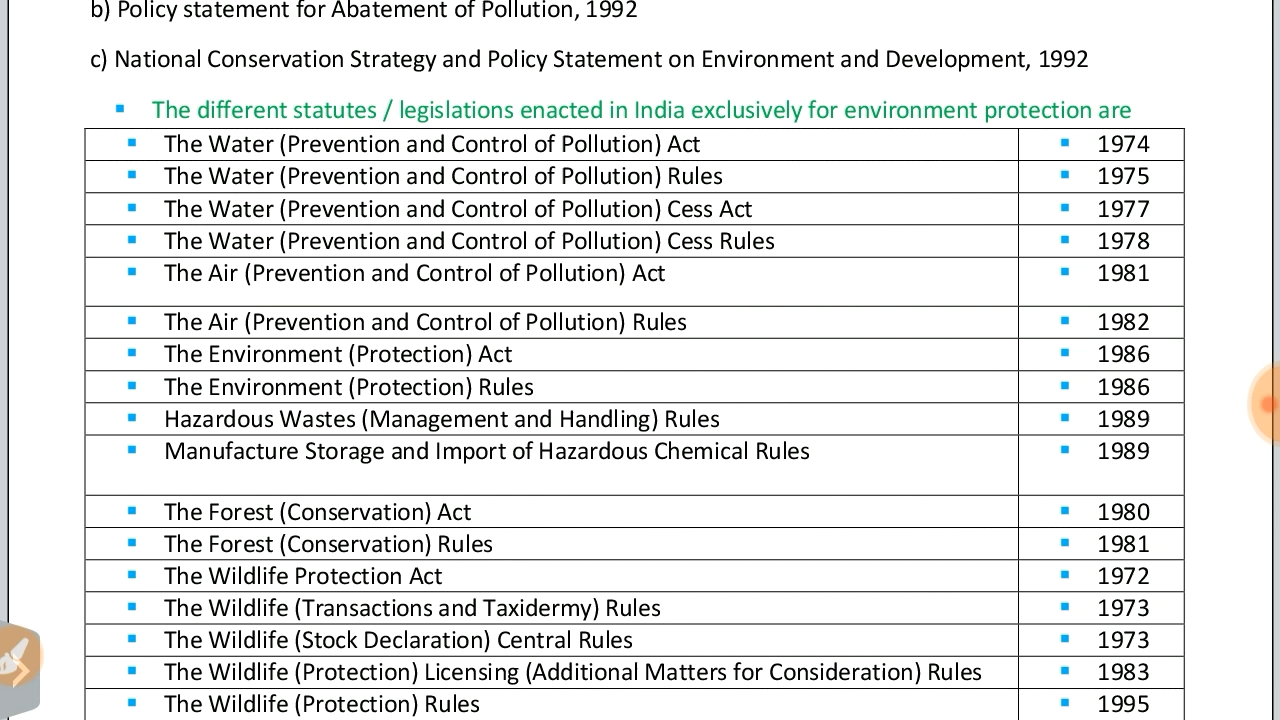 b) Policy statement for Abatement of Pollution, 1992
c) National Conservation Strategy and Policy Statement on Environment and Development, 1992
▪ The different statutes / legislations enacted in India exclusively for environment protection are
▪ The Water (Prevention and Control of Pollution) Act ▪ 1974
▪ The Water (Prevention and Control of Pollution) Rules ▪ 1975
▪ The Water (Prevention and Control of Pollution) Cess Act ▪ 1977
▪ The Water (Prevention and Control of Pollution) Cess Rules ▪ 1978
▪ The Air (Prevention and Control of Pollution) Act ▪ 1981
▪ The Air (Prevention and Control of Pollution) Rules ▪ 1982
▪ The Environment (Protection) Act ▪ 1986
▪ The Environment (Protection) Rules ▪ 1986
▪ Hazardous Wastes (Management and Handling) Rules ▪ 1989
▪ Manufacture Storage and Import of Hazardous Chemical Rules ▪ 1989
▪ The Forest (Conservation) Act ▪ 1980
▪ The Forest (Conservation) Rules ▪ 1981
▪ The Wildlife Protection Act ▪ 1972
▪ The Wildlife (Transactions and Taxidermy) Rules ▪ 1973
▪ The Wildlife (Stock Declaration) Central Rules ▪ 1973
▪ The Wildlife (Protection) Licensing (Additional Matters for Consideration) Rules ▪ 1983
▪ The Wildlife (Protection) Rules ▪ 1995